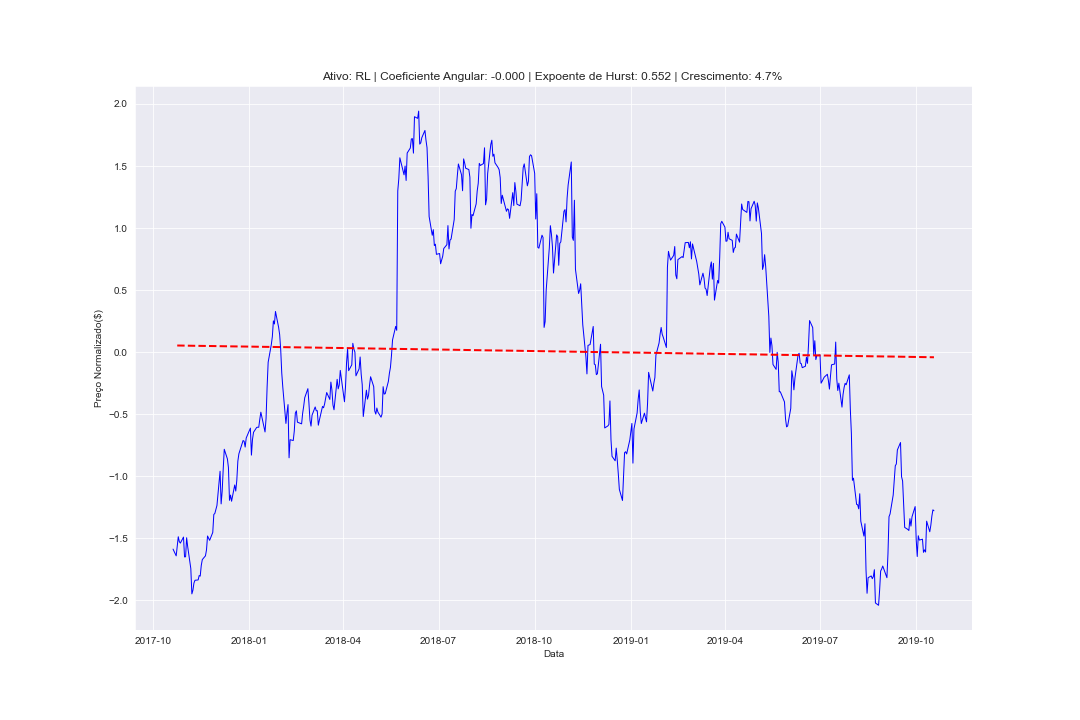 Ativo: RL | Coeficiente Angular: -0.000 | Expoente de Hurst: 0.552 | Crescimento: 4.7%
Preço Normalizado($)
2.0
1.5
1.0
0.5
0.0
−0.5
−1.0
−1.5
−2.0
2017-10 2018-01 2018-04 2018-07 2018-10 2019-01 2019-04 2019-07 2019-10
Data